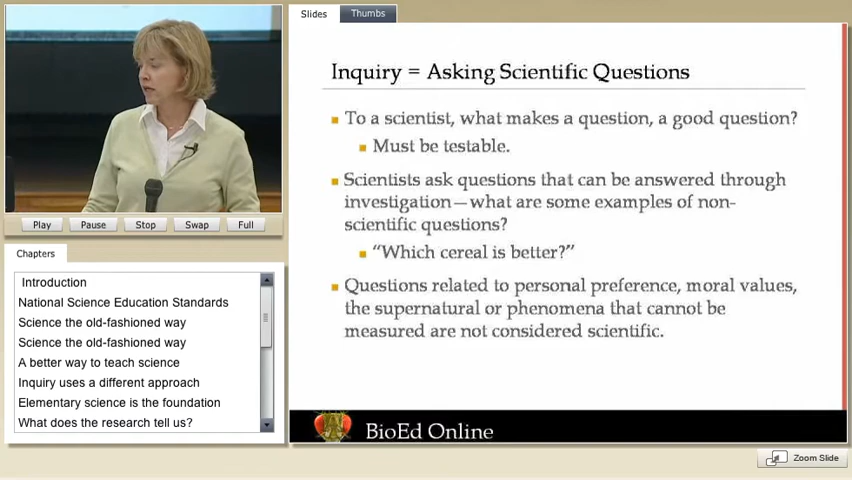 Slides
Thumbs
Inquiry = Asking Scientific Questions
To a scientist, what makes a question, a good question?
Must be testable.
Scientists ask questions that can be answered through
investigation—what are some examples of non-
scientific questions?
“Which cereal is better?”
Questions related to personal preference, moral values,
the supernatural or phenomena that cannot be
measured are not considered scientific.
BioEd Online
Zoom Slide
Play
Pause
Stop
Swap
Full
Chapters
Introduction
National Science Education Standards
Science the old-fashioned way
Science the old-fashioned way
A better way to teach science
Inquiry uses a different approach
Elementary science is the foundation
What does the research tell us?